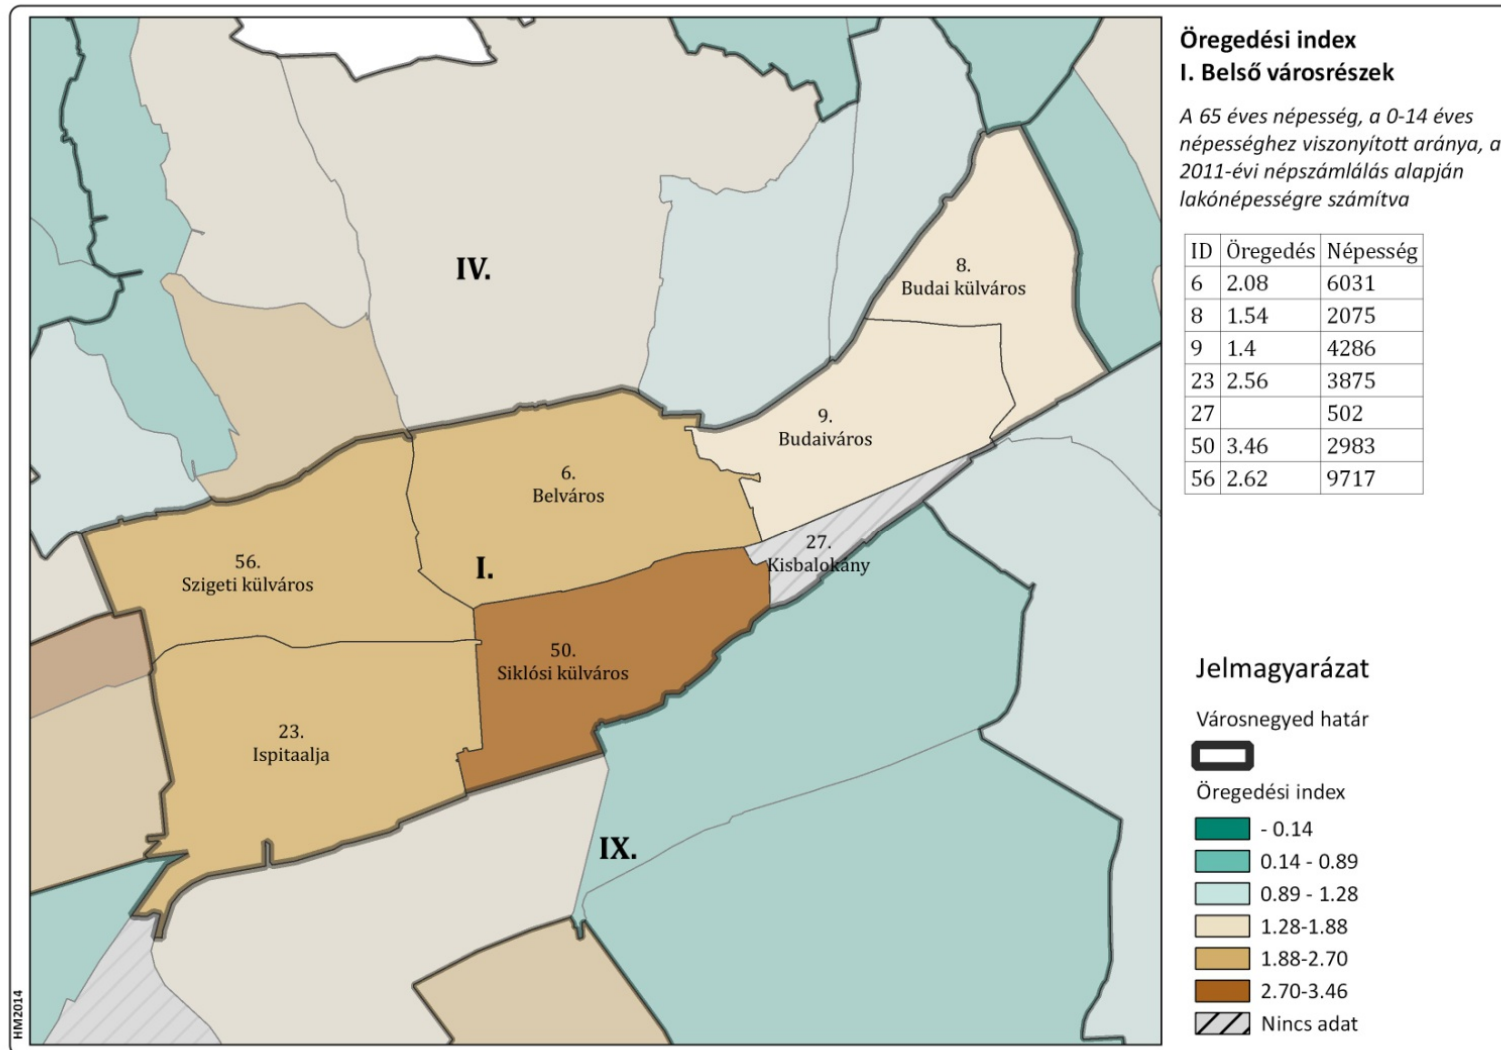 Öregedési index
I. Belső városrészek
A 65 éves népesség, a 0-14 éves
népességhez viszonyított aránya, a
2011-évi népszámlálás alapján
lakónépességre számítva
ID Öregedés Népesség
6 2.08 6031
8 1.54 2075
9 1.4 4286
23 2.56 3875
27 502
50 3.46 2983
56 2.62 9717
IV.
8.
Budai külváros
9.
Budaiváros
6.
Belváros
56.
Szigeti külváros
I.
27.
Kisbalokány
50.
Siklósi külváros
23.
Ispitaalja
IX.
Jelmagyarázat
Városnegyed határ
Öregedési index
- 0.14
0.14 - 0.89
0.89 - 1.28
1.28-1.88
1.88-2.70
2.70-3.46
Nincs adat
HM2014